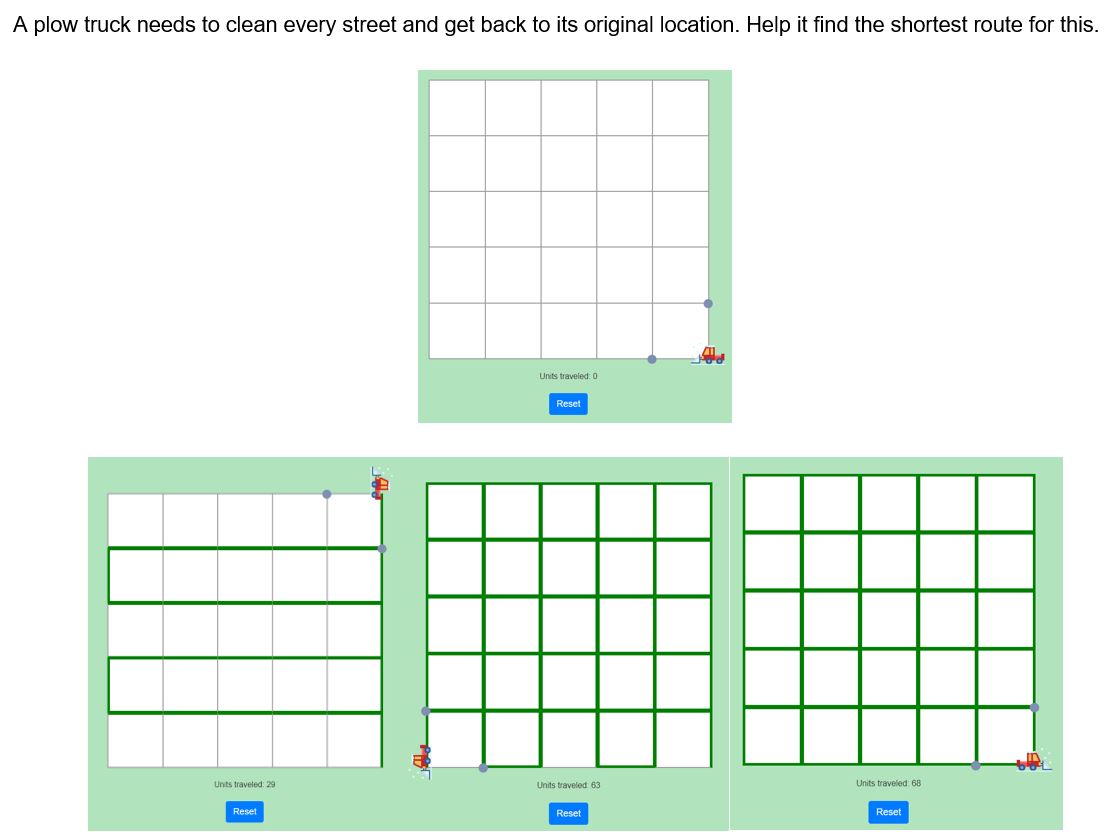 A plow truck needs to clean every street and get back to its original location. Help it find the shortest route for this.
Units traveled: 0
Reset
Units traveled: 29
Reset
Units traveled: 63
Reset
Units traveled: 68
Reset